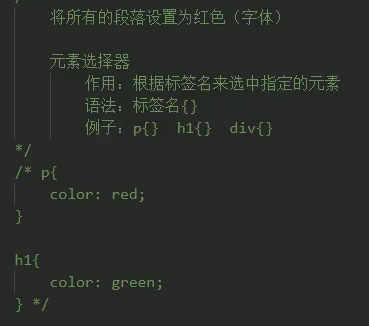 将所有的段落设置为红色（字体）
元素选择器
作用：根据标签名来选中指定的元素
语法：标签名{}
例子：p{}  h1{}  div{}
*/
/* p{
color: red;
}
h1{
color: green;
} */